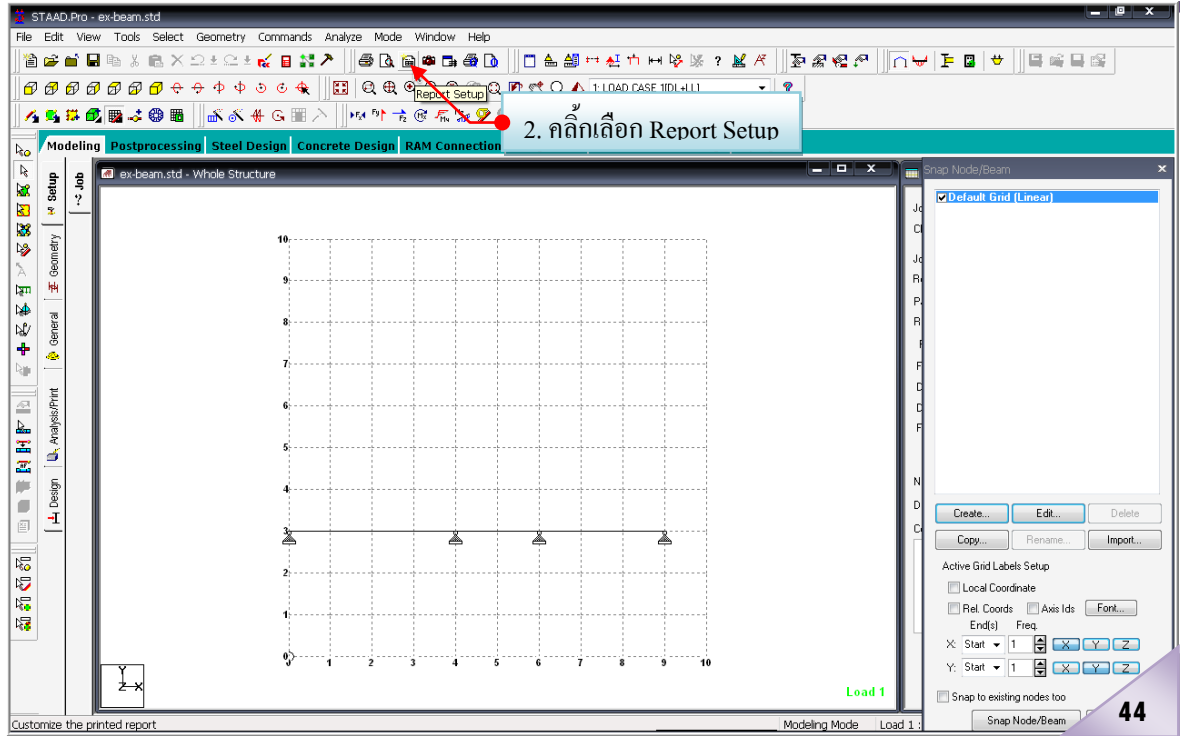 STAAD.Pro - ex-beam.std
File Edit View Tools Select Geometry Commands Analyze Mode Window Help
1: LOAD CASE 1[DL+LL]
Report Setup
2. คลิ๊กเลือก Report Setup
Modeling Postprocessing Steel Design Concrete Design RAM Connection
Setup
Job
Geometry
General
Analysis/Print
Design
ex-beam.std - Whole Structure
10
9
8
7
6
5
4
3
2
1
0
1 2 3 4 5 6 7 8 9 10
Y
Z X
Load 1
Snap Node/Beam
Default Grid (Linear)
Create... Edit... Delete
Copy... Rename... Import...
Active Grid Labels Setup
Local Coordinate
Rel. Coords Axis Ids Font...
End(s) Freq.
X: Start 1 X Y Z
Y: Start 1 X Y Z
Snap to existing nodes too
Snap Node/Beam
44
Customize the printed report Modeling Mode Load 1 :